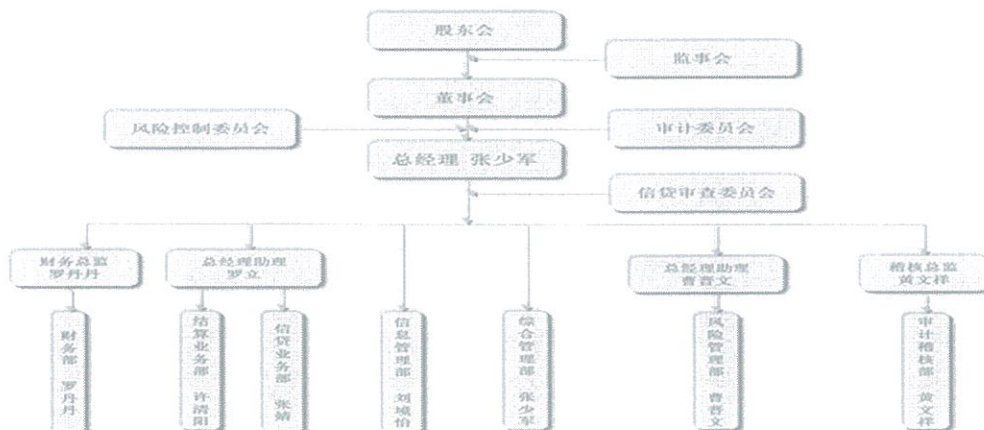 股东会
监事会
董事会
风险控制委员会
审计委员会
总经理 张少军
信贷审查委员会
财务总监
罗丹丹
总经理助理
罗立
总经理助理
曹晋文
稽核总监
黄文祥
财务部 罗丹丹
结算业务部 许清阳
信贷业务部 张婧
信息管理部 刘境怡
综合管理部 张少军
风险管理部 曹晋文
审计稽核部 黄文祥